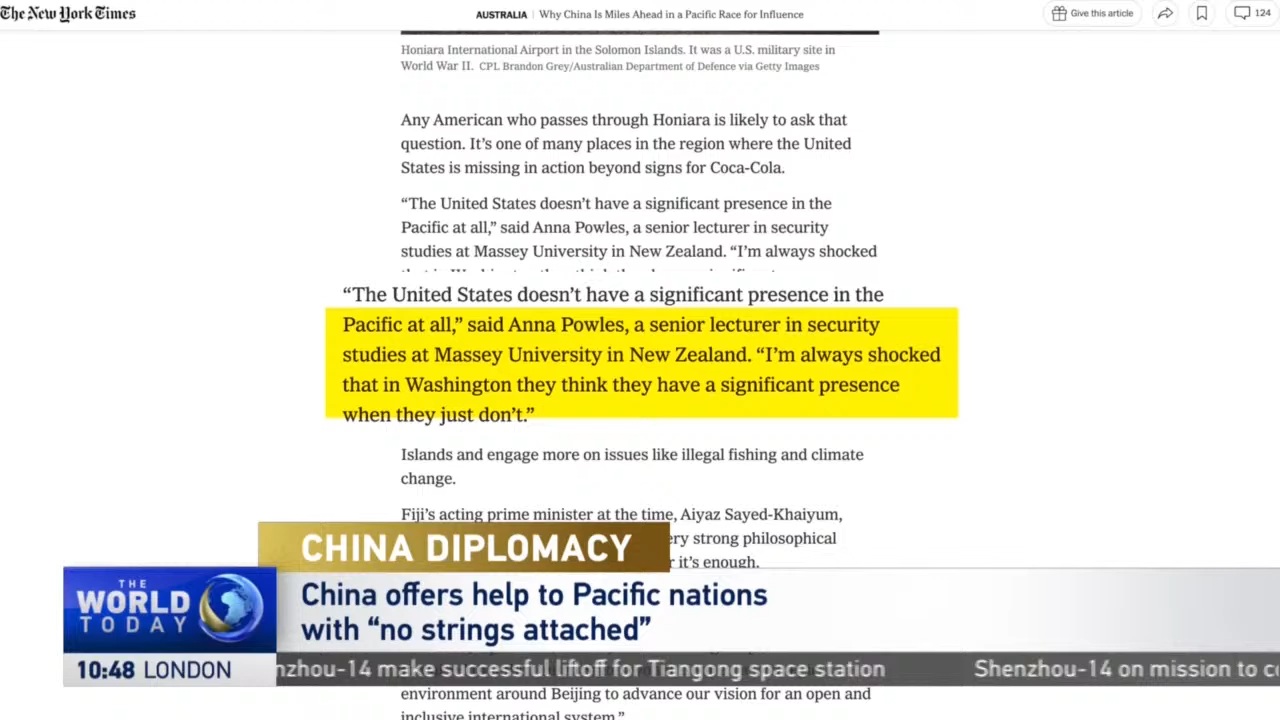 The New York Times
AUSTRALIA | Why China Is Miles Ahead in a Pacific Race for Influence
Give this article
124
Honiara International Airport in the Solomon Islands. It was a U.S. military site in
World War II. CPL Brandon Grey/Australian Department of Defence via Getty Images
Any American who passes through Honiara is likely to ask that
question. It’s one of many places in the region where the United
States is missing in action beyond signs for Coca-Cola.
“The United States doesn’t have a significant presence in the
Pacific at all,” said Anna Powles, a senior lecturer in security
studies at Massey University in New Zealand. “I’m always shocked
“The United States doesn’t have a significant presence in the
Pacific at all,” said Anna Powles, a senior lecturer in security
studies at Massey University in New Zealand. “I’m always shocked
that in Washington they think they have a significant presence
when they just don’t.”
Islands and engage more on issues like illegal fishing and climate
change.
Fiji’s acting prime minister at the time, Aiyaz Sayed-Khaiyum,
ery strong philosophical
r it’s enough.
CHINA DIPLOMACY
China offers help to Pacific nations
with “no strings attached”
THE
WORLD
TODAY
10:48 LONDON
nzhou-14 make successful liftoff for Tiangong space station Shenzhou-14 on mission to c
environment around Beijing to advance our vision for an open and
inclusive international system.”